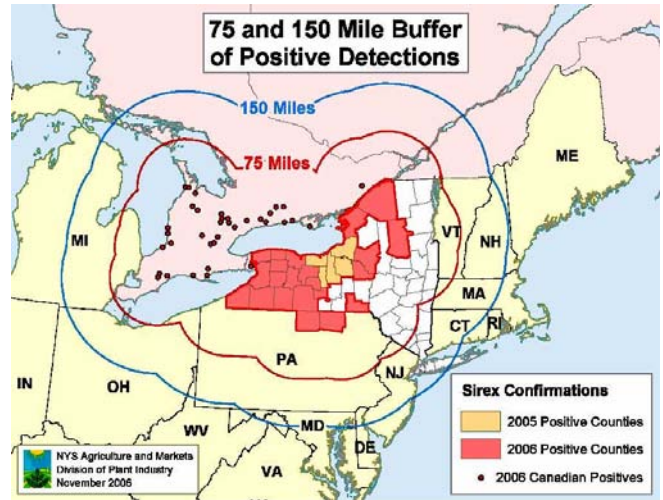 75 and 150 Mile Buffer
of Positive Detections
150 Miles
75 Miles
ME
MI
VT
NH
MA
CT
RI
PA
NJ
IN
OH
MD
WV
DE
VA
Sirex Confirmations
2005 Positive Counties
2006 Positive Counties
2006 Canadian Positives
NYS Agriculture and Markets
Division of Plant Industry
November 2006